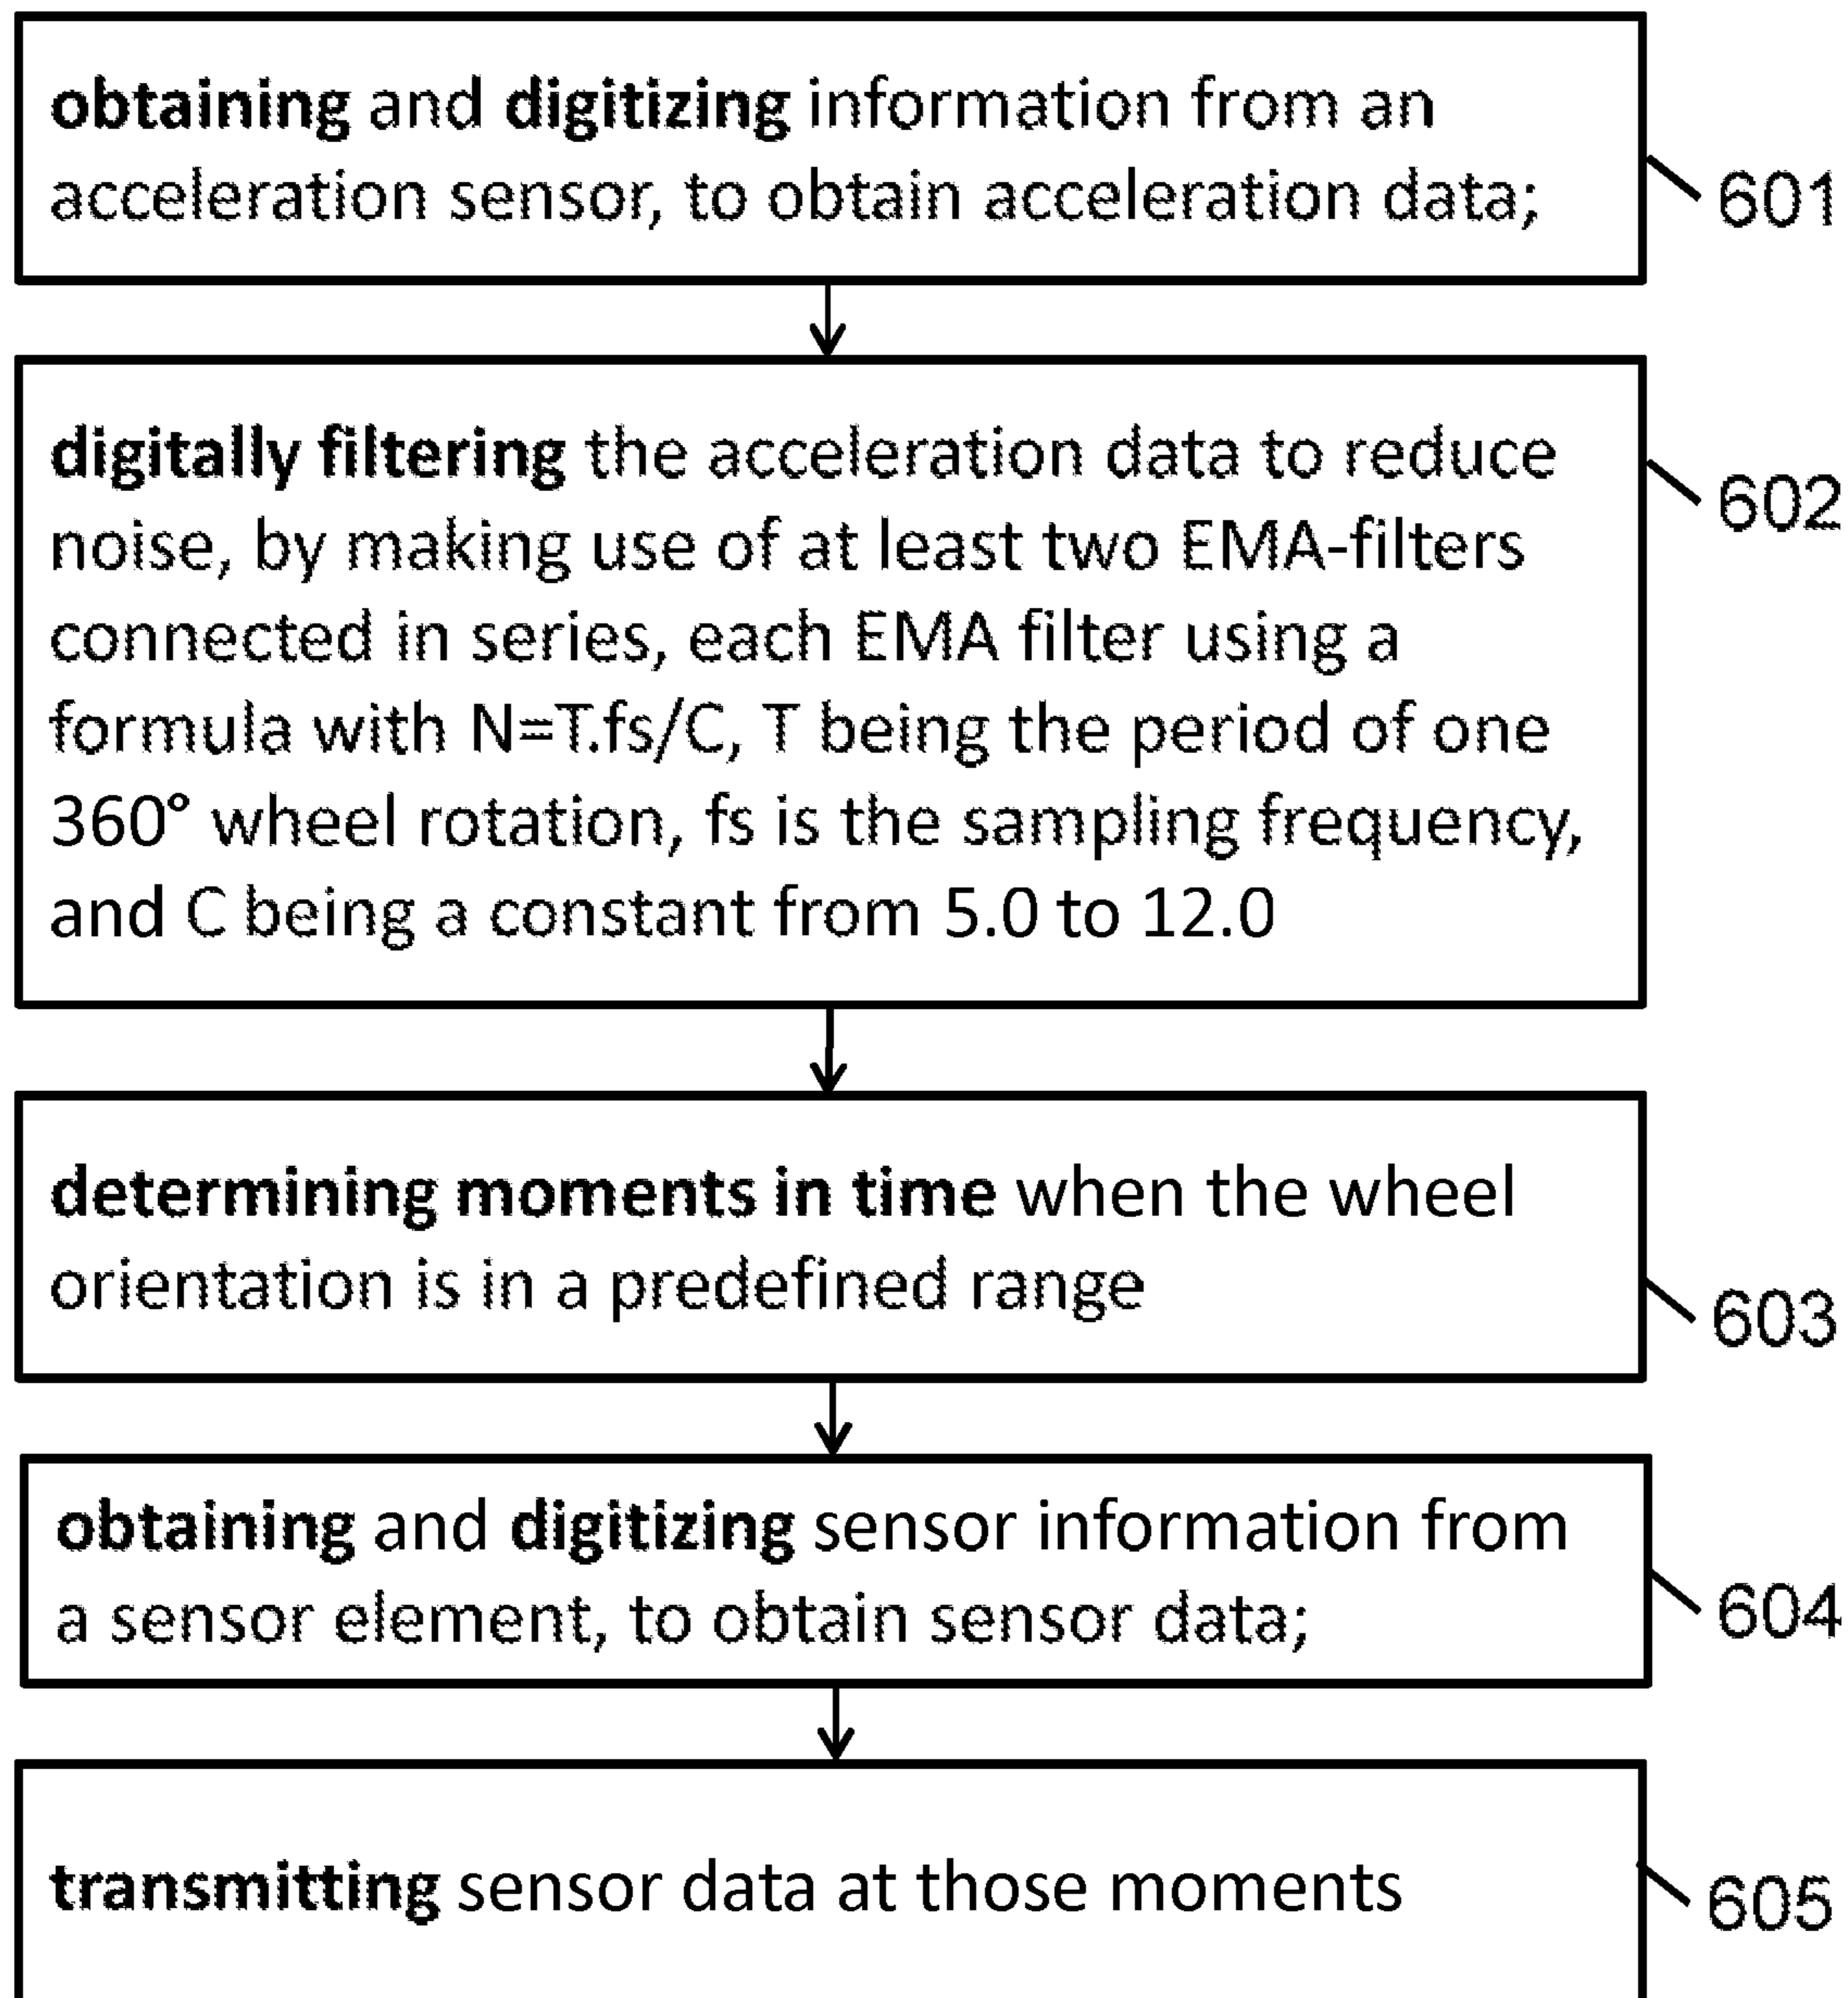 obtaining and digitizing information from an
acceleration sensor, to obtain acceleration data;
601
digitally filtering the acceleration data to reduce
noise, by making use of at least two EMA-filters
connected in series, each EMA filter using a
formula with N=T.fs/C, T being the period of one
360° wheel rotation, fs is the sampling frequency,
and C being a constant from 5.0 to 12.0
602
determining moments in time when the wheel
orientation is in a predefined range
603
obtaining and digitizing sensor information from
a sensor element, to obtain sensor data;
604
transmitting sensor data at those moments
605